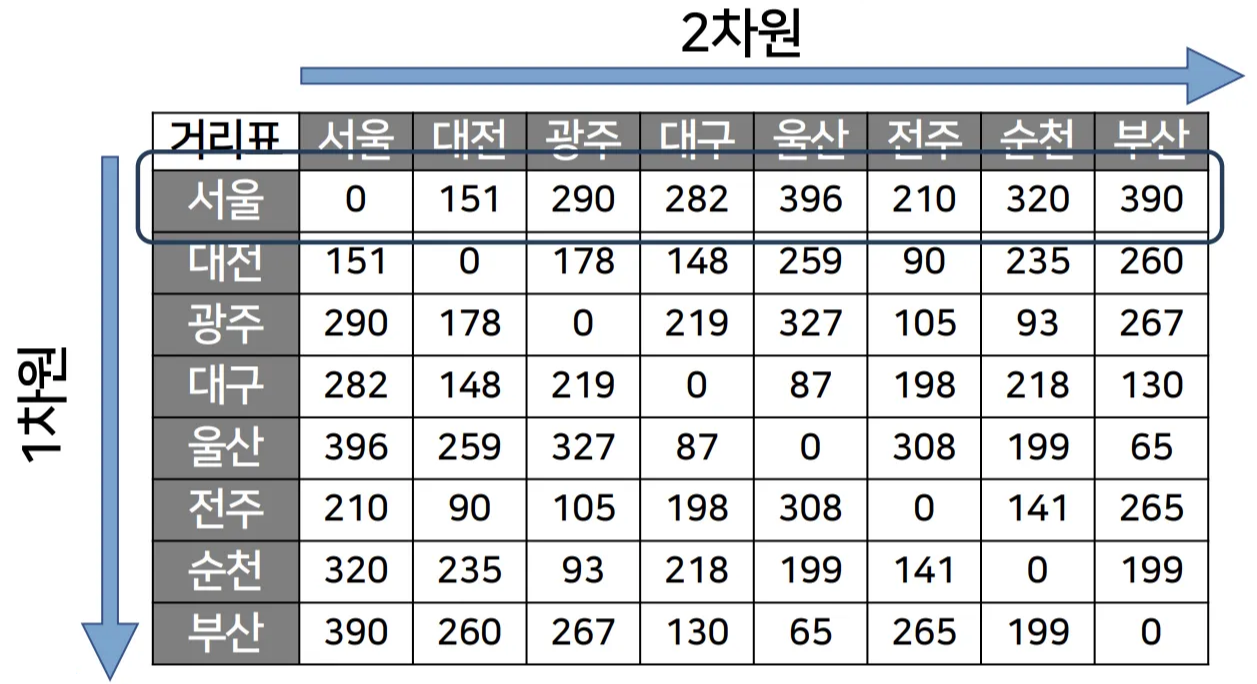 2차원
거리표 서울 대전 광주 대구 울산 전주 순천 부산
서울 0 151 290 282 396 210 320 390
대전 151 0 178 148 259 90 235 260
광주 290 178 0 219 327 105 93 267
대구 282 148 219 0 87 198 218 130
울산 396 259 327 87 0 308 199 65
전주 210 90 105 198 308 0 141 265
순천 320 235 93 218 199 141 0 199
부산 390 260 267 130 65 265 199 0
1차원